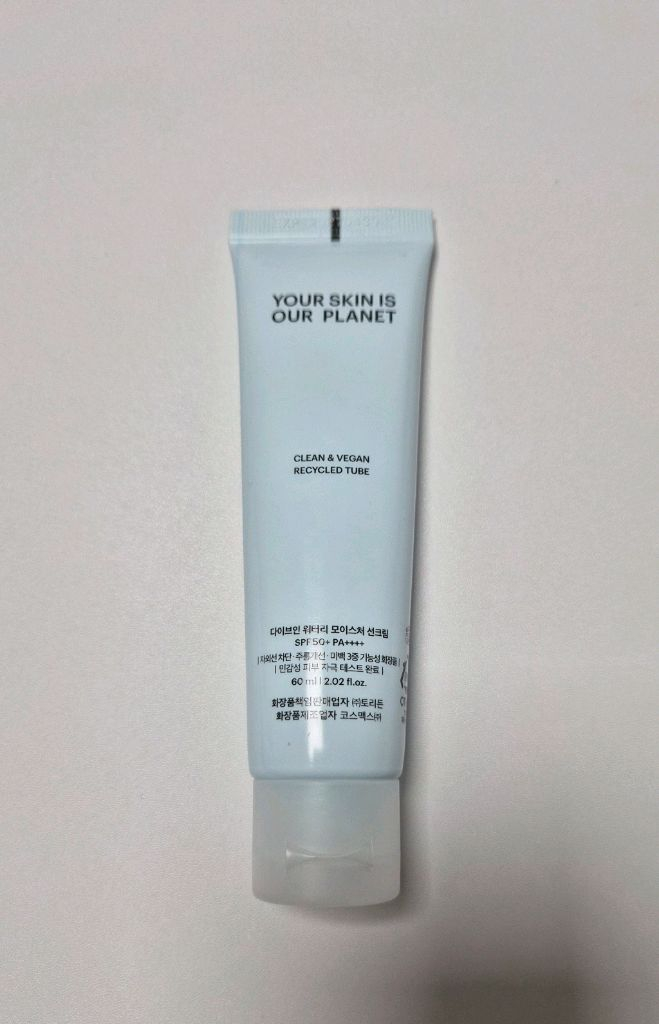 YOUR SKIN IS
OUR PLANET
CLEAN & VEGAN
RECYCLED TUBE
다이브인 워터리 모이스처 선크림
SPF50+ PA++++
| 자외선 차단 · 주름개선 · 미백 3중 기능성 화장품 |
| 민감성 피부 자극 테스트 완료 |
60 ml | 2.02 fl.oz.
화장품책임판매업자 ㈜토리든
화장품제조업자 코스맥스㈜